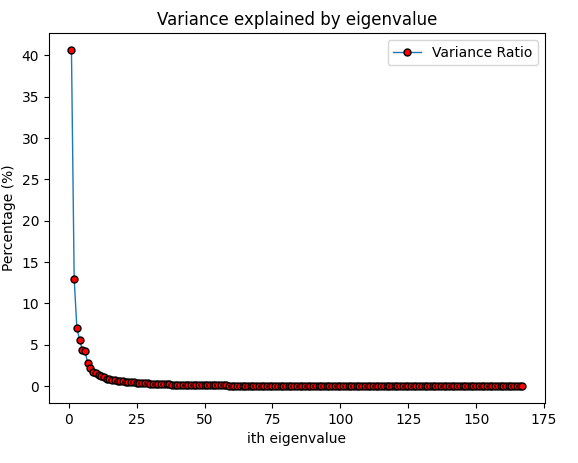 Variance explained by eigenvalue
Variance Ratio
Percentage (%)
40
35
30
25
20
15
10
5
0
0 25 50 75 100 125 150 175
ith eigenvalue